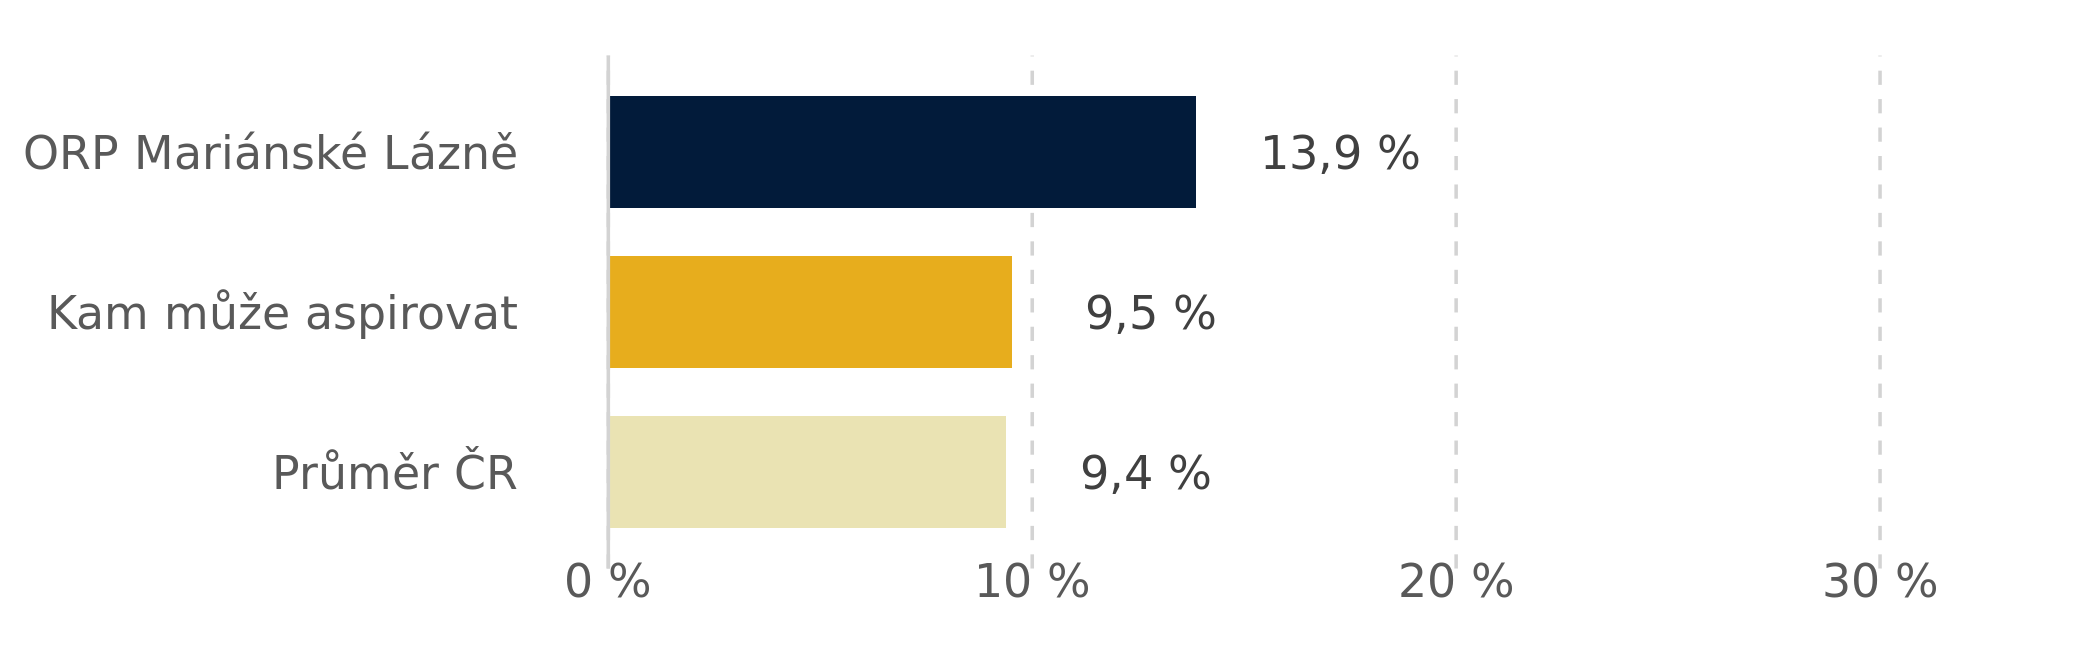 ORP Mariánské Lázně 13,9 %
Kam může aspirovat 9,5 %
Průměr ČR 9,4 %
0 % 10 % 20 % 30 %